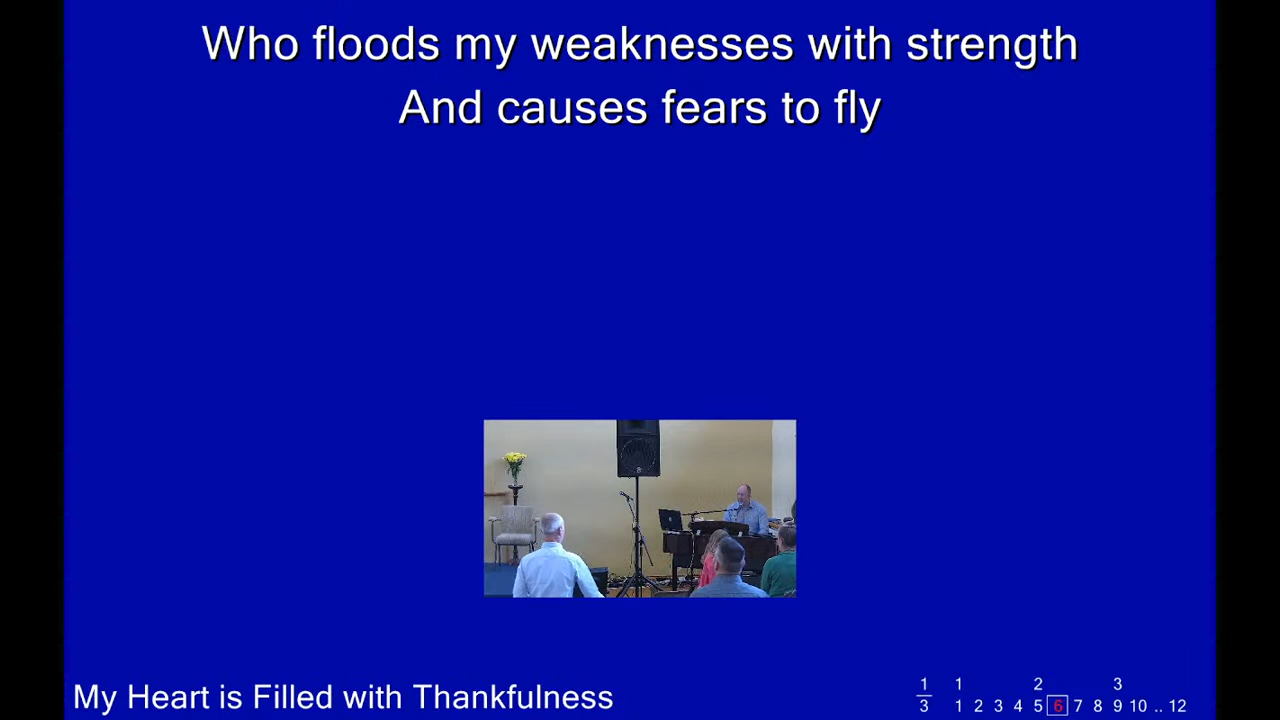 Who floods my weaknesses with strength
And causes fears to fly
My Heart is Filled with Thankfulness
1 1 2 3
3 1 2 3 4 5 6 7 8 9 10 .. 12